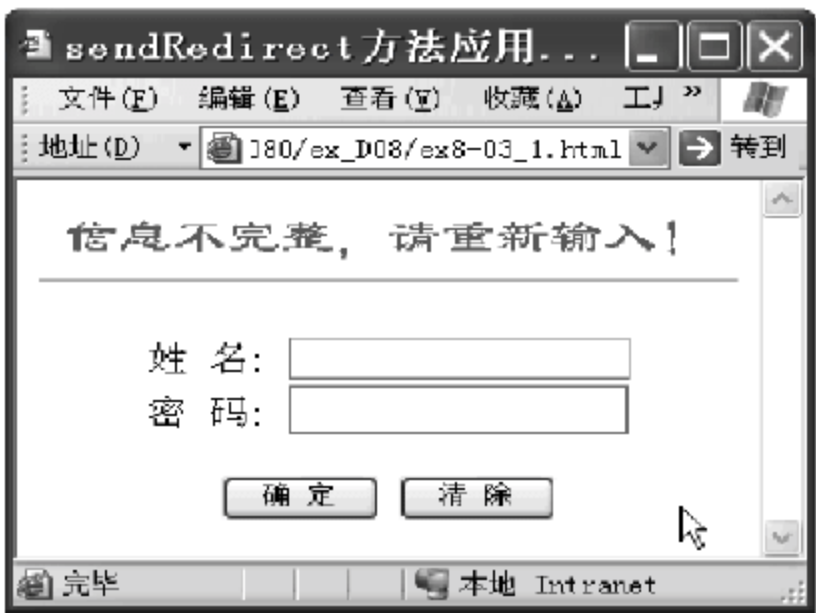 sendRedirect方法应用...
文件(F) 编辑(E) 查看(V) 收藏(A) 工具 »
地址(D) 080/ex_D08/ex8-03_1.html 转到
信息不完整，请重新输入！
姓 名:
密 码:
确 定 清 除
完毕 本地 Intranet